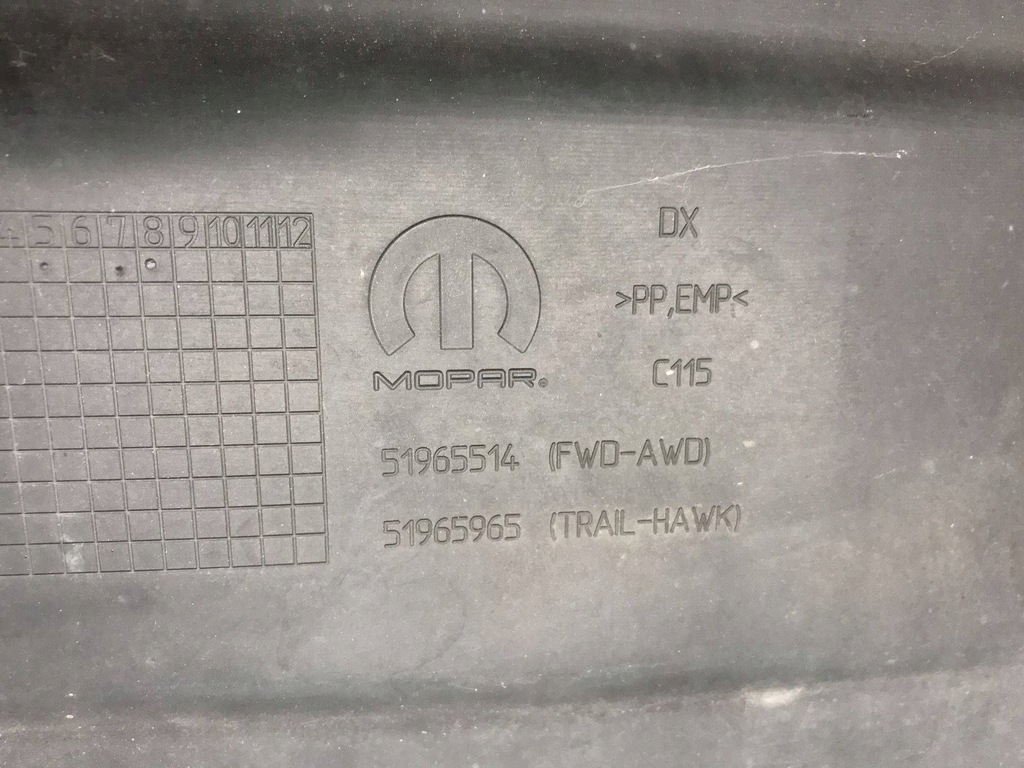 4 5 6 7 8 9 10 11 12
MOPAR®
DX
>PP,EMP<
C115
51965514 (FWD-AWD)
51965965 (TRAIL-HAWK)